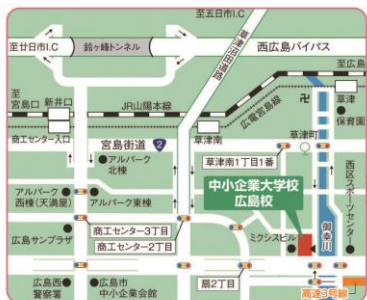 至五日市I.C
至廿日市I.C
鈴ヶ峰トンネル
西広島バイパス
草津沼田道路
至広島
至
宮島口
新井口
JR山陽本線
広電宮島線
草津
保育園
商工センター入口
宮島街道
2
草津南
草津町
アルパーク
北棟
草津南1丁目1番
中小企業大学校
広島校
西区スポーツセンター
アルパーク
西棟(天満屋)
アルパーク東棟
商工センター3丁目
ミクシスビル
御幸川
広島サンプラザ
商工センター2丁目
広島西
警察署
広島市
中小企業会館
扇2丁目
高速3号線